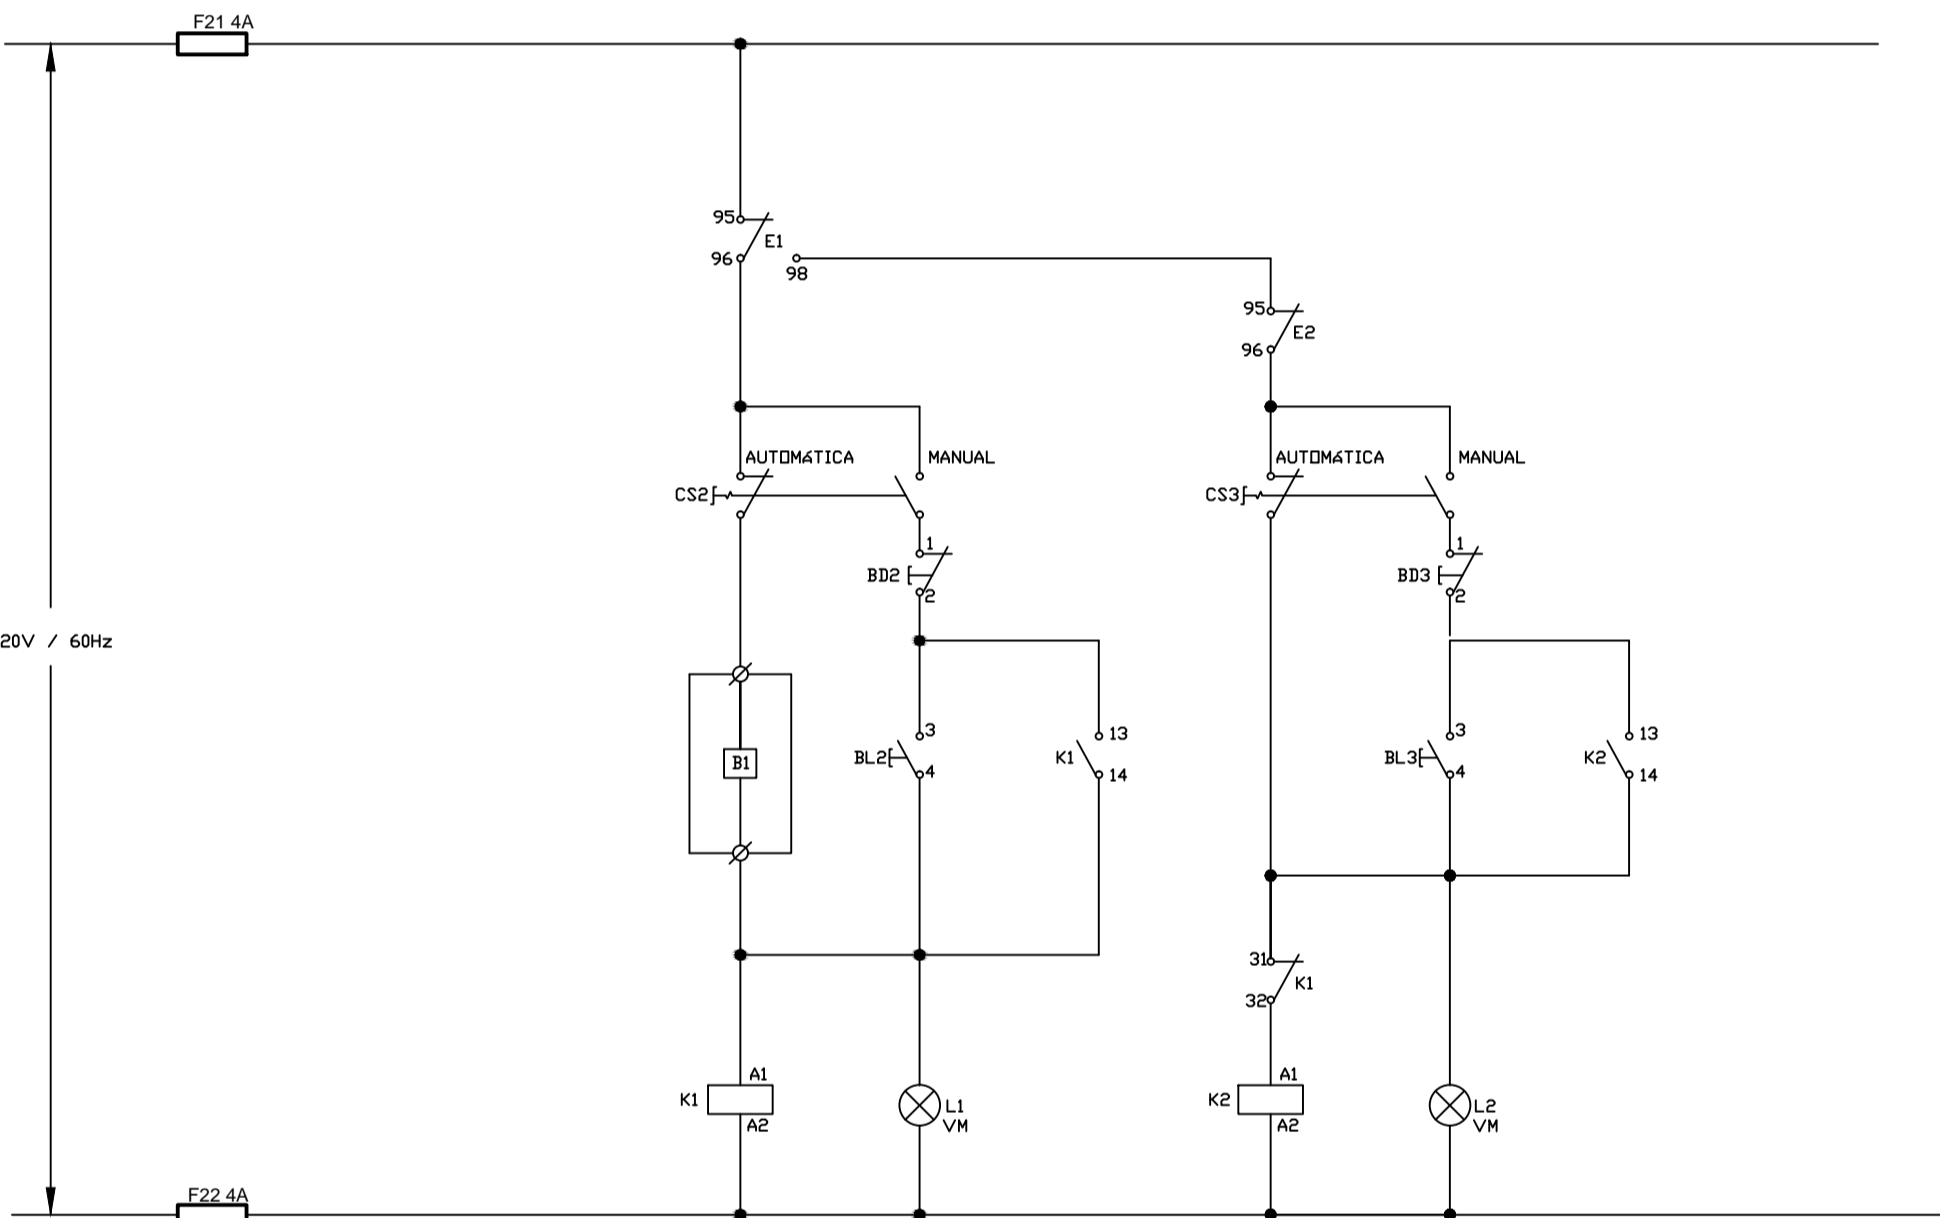 F21 4A
95
E1
96
98
95
E2
96
AUTOMáTICA
MANUAL
AUTOMáTICA
MANUAL
CS2
CS3
1
1
BD2
BD3
2
2
20V / 60Hz
3
13
3
13
B1
BL2
K1
BL3
K2
4
14
4
14
31
K1
32
A1
A1
K1
L1
K2
L2
A2
VM
A2
VM
F22 4A